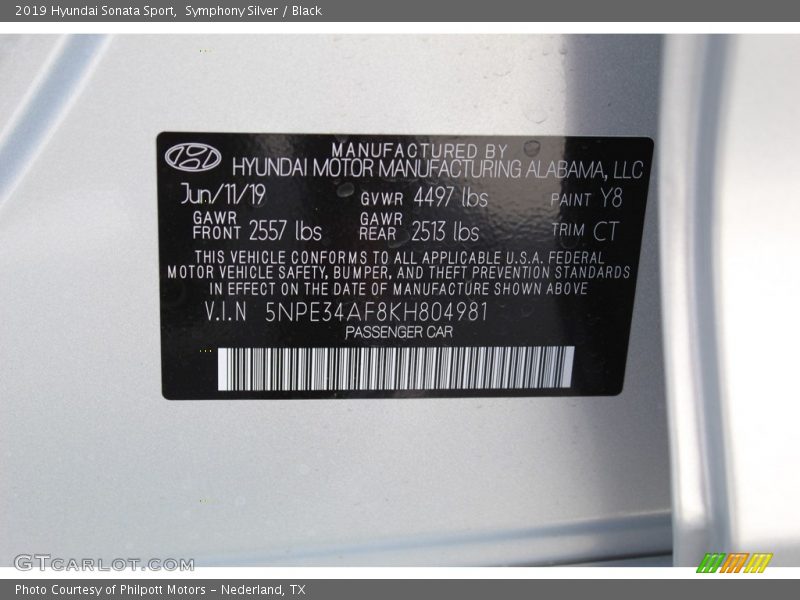 2019 Hyundai Sonata Sport,  Symphony Silver / Black
MANUFACTURED BY
HYUNDAI MOTOR MANUFACTURING ALABAMA, LLC
Jun/11/19 GVWR 4497 lbs PAINT Y8
GAWR FRONT 2557 lbs GAWR REAR 2513 lbs TRIM CT
THIS VEHICLE CONFORMS TO ALL APPLICABLE U.S.A. FEDERAL
MOTOR VEHICLE SAFETY, BUMPER, AND THEFT PREVENTION STANDARDS
IN EFFECT ON THE DATE OF MANUFACTURE SHOWN ABOVE
V.I.N 5NPE34AF8KH804981
PASSENGER CAR
GTcarlot.com
Photo Courtesy of Philpott Motors - Nederland, TX